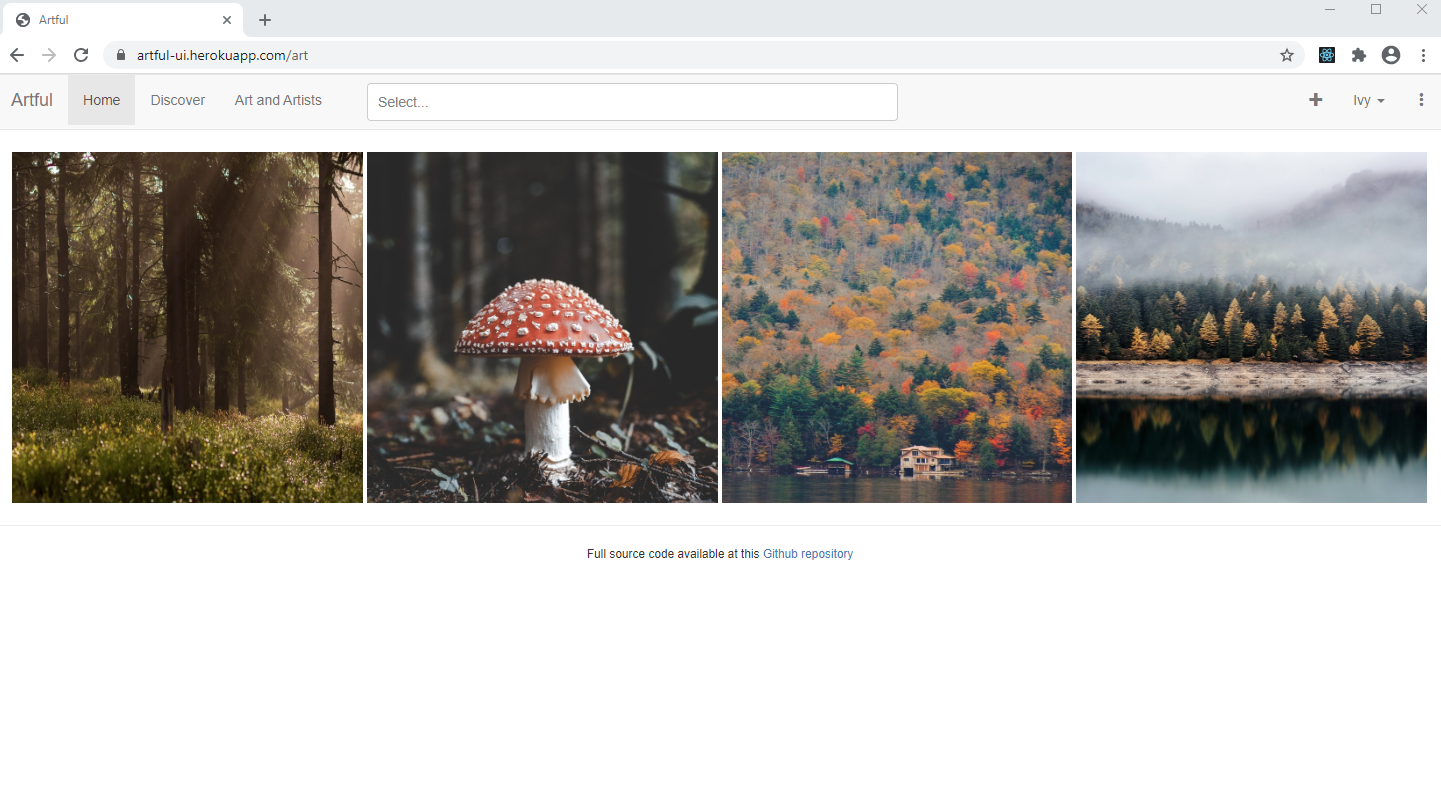 Artful
artful-ui.herokuapp.com/art
Artful Home Discover Art and Artists Select... Ivy
Full source code available at this Github repository